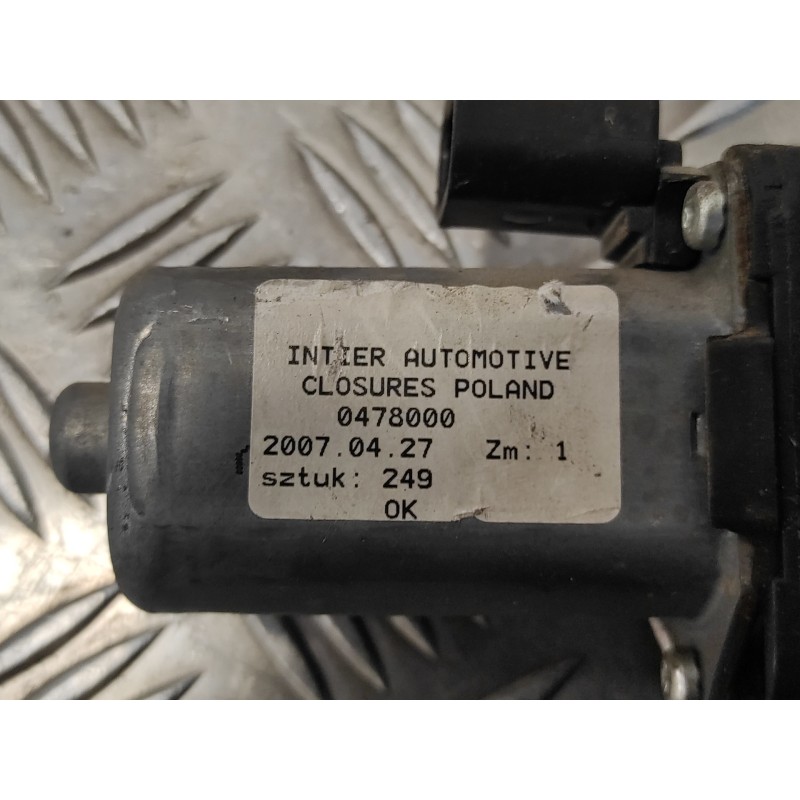 INTIER AUTOMOTIVE
CLOSURES POLAND
0478000
2007.04.27 Zm: 1
sztuk: 249
OK